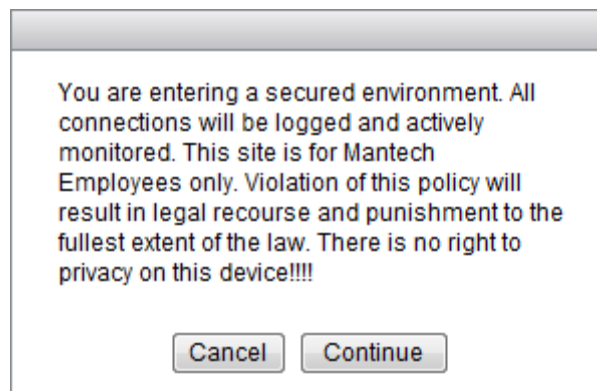 You are entering a secured environment. All
connections will be logged and actively
monitored. This site is for Mantech
Employees only. Violation of this policy will
result in legal recourse and punishment to the
fullest extent of the law. There is no right to
privacy on this device!!!!
Cancel Continue